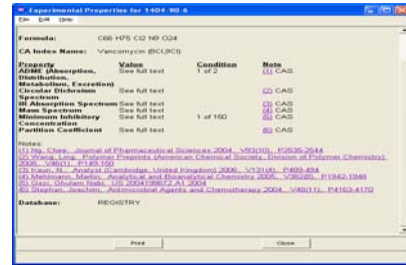 Experimental Properties for 1404-90-6
File Edit Help
Formula: C66 H75 Cl2 N9 O24
CA Index Name: Vancomycin (8CI,9CI)
Property Value Condition Note
ADME (Absorption, Distribution, Metabolism, Excretion) See full text 1 of 2 (1) CAS
Circular Dichroism Spectrum See full text (2) CAS
IR Absorption Spectrum See full text (3) CAS
Mass Spectrum See full text (4) CAS
Minimum Inhibitory Concentration See full text 1 of 150 (5) CAS
Partition Coefficient See full text (6) CAS
Notes:
(1) Ng, Chee, Journal of Pharmaceutical Sciences 2004, V93(10), P2535-2544
(2) Wang, Ling, Polymer Preprints (American Chemical Society, Division of Polymer Chemistry), 2005, V46(1), P149-150
(3) Kaun, N., Analyst (Cambridge, United Kingdom) 2006, V131(4), P489-494
(4) Mehlmann, Martin, Analytical and Bioanalytical Chemistry 2005, V382(8), P1942-1948
(5) Gazi, Ghulam Nabi, US 2004199672 A1 2004
(6) Stephan, Joachim, Antimicrobial Agents and Chemotherapy 2004, V48(11), P4163-4170
Database: REGISTRY
Print Close